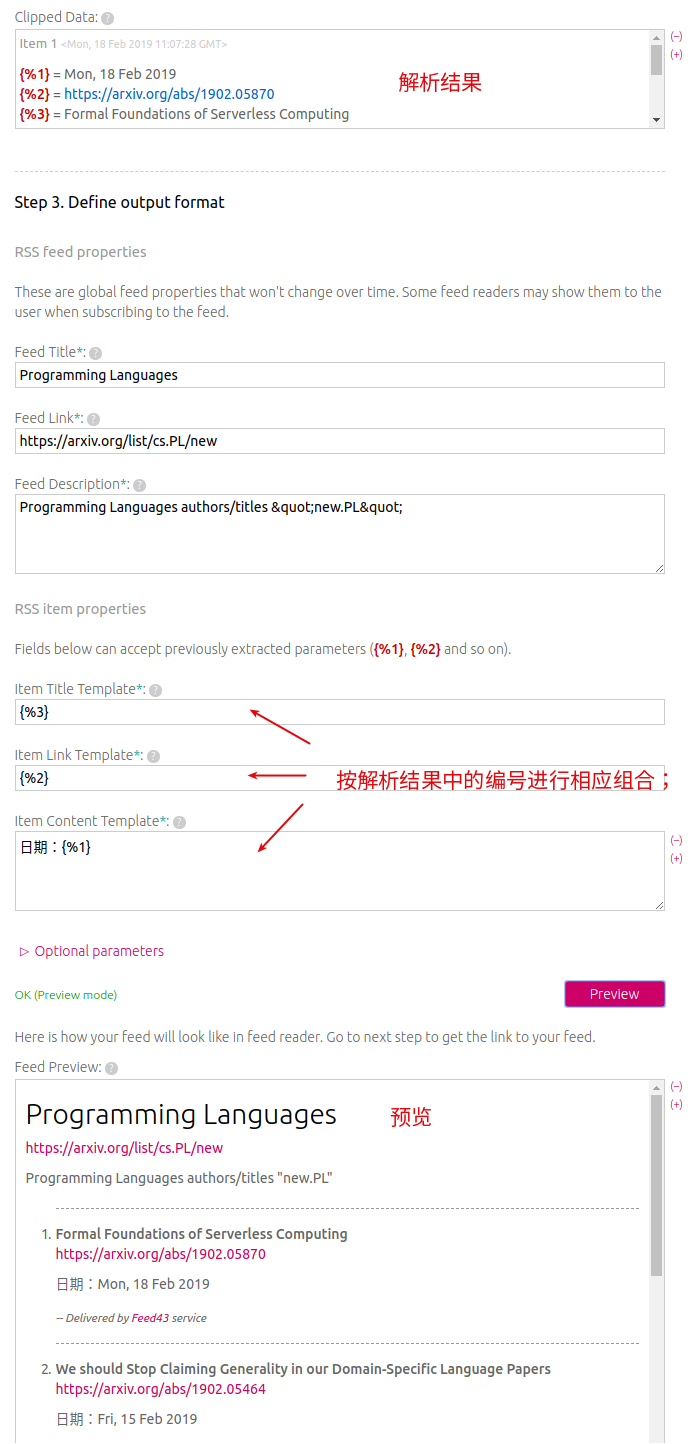 Clipped Data: ?
Item 1 <Mon, 18 Feb 2019 11:07:28 GMT>
(–)
(+)
{%1} = Mon, 18 Feb 2019
{%2} = https://arxiv.org/abs/1902.05870
解析结果
{%3} = Formal Foundations of Serverless Computing
Step 3. Define output format
RSS feed properties
These are global feed properties that won't change over time. Some feed readers may show them to the
user when subscribing to the feed.
Feed Title*: ?
Programming Languages
Feed Link*: ?
https://arxiv.org/list/cs.PL/new
Feed Description*: ?
Programming Languages authors/titles &quot;new.PL&quot;
RSS item properties
Fields below can accept previously extracted parameters ({%1}, {%2} and so on).
Item Title Template*: ?
{%3}
Item Link Template*: ?
{%2}
按解析结果中的编号进行相应组合；
Item Content Template*: ?
日期：{%1}
(–)
(+)
▷ Optional parameters
OK (Preview mode)
Preview
Here is how your feed will look like in feed reader. Go to next step to get the link to your feed.
Feed Preview: ?
(–)
(+)
Programming Languages
预览
https://arxiv.org/list/cs.PL/new
Programming Languages authors/titles "new.PL"
1. Formal Foundations of Serverless Computing
https://arxiv.org/abs/1902.05870
日期：Mon, 18 Feb 2019
-- Delivered by Feed43 service
2. We should Stop Claiming Generality in our Domain-Specific Language Papers
https://arxiv.org/abs/1902.05464
日期：Fri, 15 Feb 2019